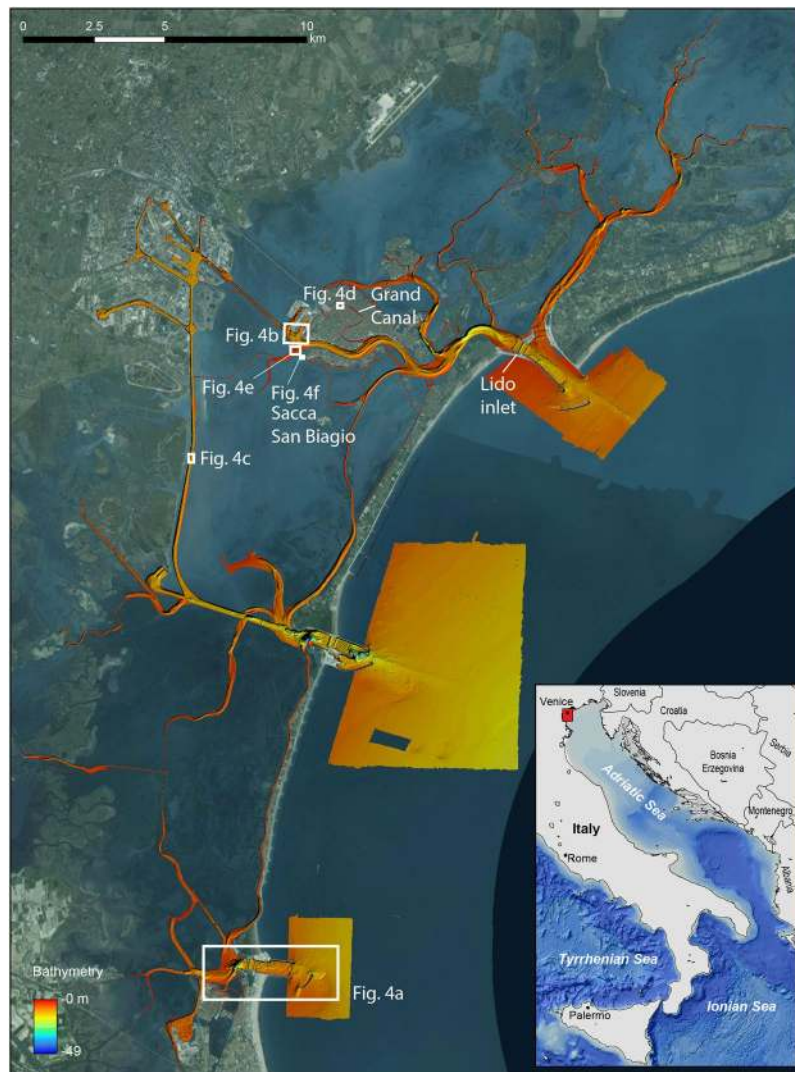 0 2.5 5 10
km
Fig. 4d
Grand
Canal
Fig. 4b
Fig. 4e
Fig. 4f
Sacca
San Biagio
Lido
inlet
Fig. 4c
Fig. 4a
Bathymetry
0 m
49
Venice
Slovenia
Croatia
Bosnia
Erzegovina
Serbia
Montenegro
Albania
Adriatic Sea
Italy
Rome
Tyrrhenian Sea
Palermo
Ionian Sea